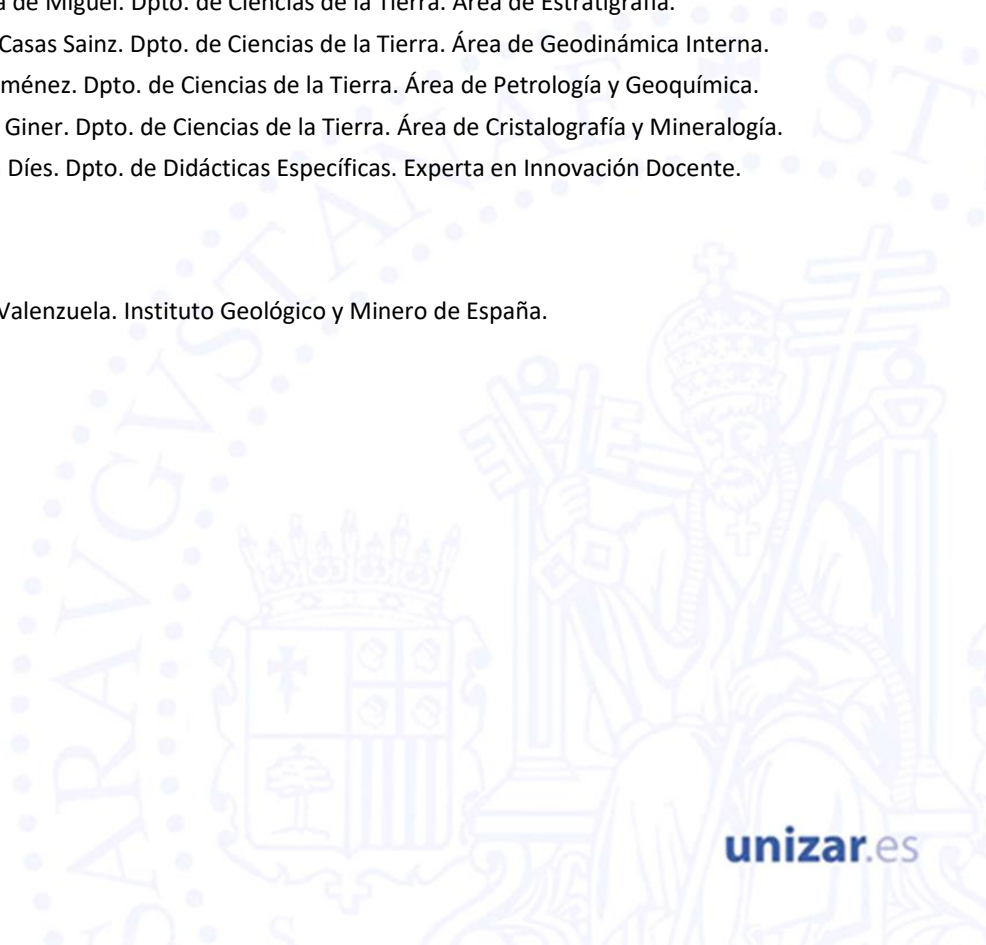 a de Miguel. Dpto. de Ciencias de la Tierra. Área de Estratigrafía.
Casas Sainz. Dpto. de Ciencias de la Tierra. Área de Geodinámica Interna.
ménez. Dpto. de Ciencias de la Tierra. Área de Petrología y Geoquímica.
Giner. Dpto. de Ciencias de la Tierra. Área de Cristalografía y Mineralogía.
Díes. Dpto. de Didácticas Específicas. Experta en Innovación Docente.
Valenzuela. Instituto Geológico y Minero de España.
ARAVGVSTANAE ST
unizar.es